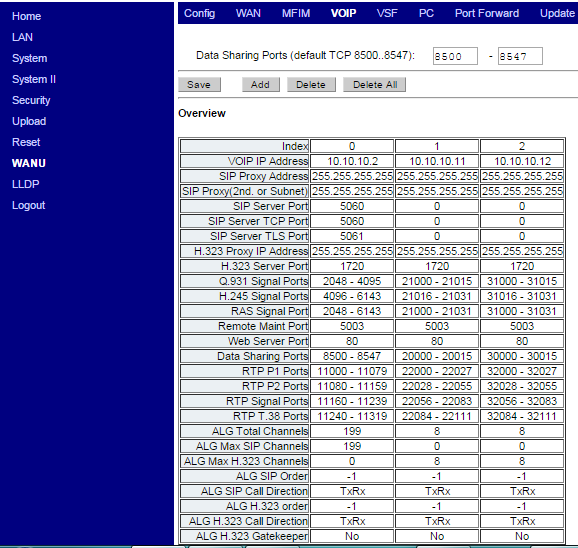 Home
LAN
System
System II
Security
Upload
Reset
WANU
LLDP
Logout
Config WAN MFIM VOIP VSF PC Port Forward Update
Data Sharing Ports (default TCP 8500..8547): 8500 - 8547
Save Add Delete Delete All
Overview
Index 0 1 2
VOIP IP Address 10.10.10.2 10.10.10.11 10.10.10.12
SIP Proxy Address 255.255.255.255 255.255.255.255 255.255.255.255
SIP Proxy(2nd. or Subnet) 255.255.255.255 255.255.255.255 255.255.255.255
SIP Server Port 5060 0 0
SIP Server TCP Port 5060 0 0
SIP Server TLS Port 5061 0 0
H.323 Proxy IP Address 255.255.255.255 255.255.255.255 255.255.255.255
H.323 Server Port 1720 1720 1720
Q.931 Signal Ports 2048 - 4095 21000 - 21015 31000 - 31015
H.245 Signal Ports 4096 - 6143 21016 - 21031 31016 - 31031
RAS Signal Port 2048 - 6143 21000 - 21031 31000 - 31031
Remote Maint Port 5003 5003 5003
Web Server Port 80 80 80
Data Sharing Ports 8500 - 8547 20000 - 20015 30000 - 30015
RTP P1 Ports 11000 - 11079 22000 - 22027 32000 - 32027
RTP P2 Ports 11080 - 11159 22028 - 22055 32028 - 32055
RTP Signal Ports 11160 - 11239 22056 - 22083 32056 - 32083
RTP T.38 Ports 11240 - 11319 22084 - 22111 32084 - 32111
ALG Total Channels 199 8 8
ALG Max SIP Channels 199 0 0
ALG Max H.323 Channels 0 8 8
ALG SIP Order -1 -1 -1
ALG SIP Call Direction TxRx TxRx TxRx
ALG H.323 order -1 -1 -1
ALG H.323 Call Direction TxRx TxRx TxRx
ALG H.323 Gatekeeper No No No